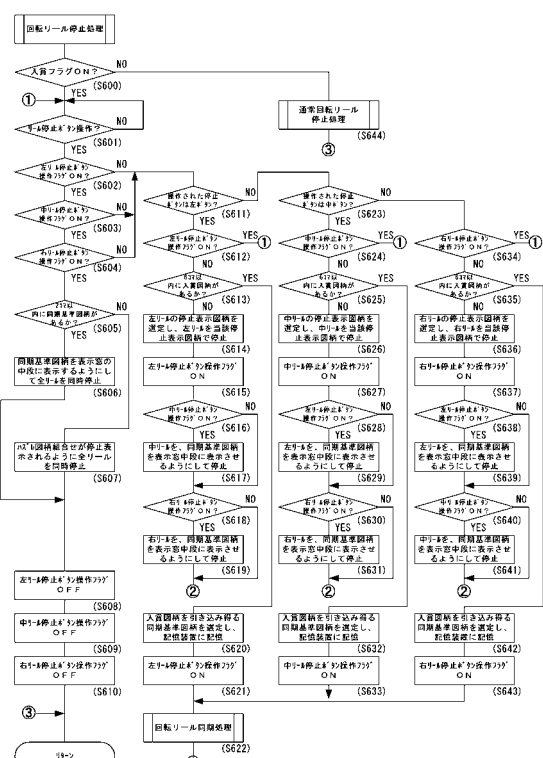 回転リール停止処理
入賞フラグON?
NO
(S600)
YES
①
通常回転リール
停止処理
(S644)
③
リール停止ボタン操作?
NO
(S601)
YES
左リール停止ボタン
操作フラグON?
NO
(S602)
YES
中リール停止ボタン
操作フラグON?
NO
(S603)
YES
右リール停止ボタン
操作フラグON?
NO
(S604)
YES
内に同期基準図柄が
あるか?
NO
(S605)
YES
同期基準図柄を表示窓の
中段に表示するようにし
て全リールを同時停止
(S606)
ハズレ図柄組合せが停止表
示されるように全リール
を同時停止
(S607)
左リール停止ボタン操作フラグ
OFF
(S608)
中リール停止ボタン操作フラグ
OFF
(S609)
右リール停止ボタン操作フラグ
OFF
(S610)
③
リターン
操作された停止
ボタンは左ボタン?
NO
(S611)
YES
左リール停止ボタン
操作フラグON?
YES
①
(S612)
NO
内に入賞図柄が
あるか?
YES
(S613)
NO
左リールの停止表示図柄を
選定し、左リールを当該停
止表示図柄で停止
(S614)
左リール停止ボタン操作フラグ
ON
(S615)
中リール停止ボタン
操作フラグON?
NO
(S616)
YES
中リールを、同期基準図柄
を表示窓中段に表示させ
るようにして停止
(S617)
右リール停止ボタン
操作フラグON?
NO
(S618)
YES
右リールを、同期基準図柄
を表示窓中段に表示させ
るようにして停止
(S619)
②
入賞図柄を引き込み得る
同期基準図柄を選定し、
記憶装置に記憶
(S620)
左リール停止ボタン操作フラグ
ON
(S621)
回転リール同期処理
(S622)
操作された停止
ボタンは中ボタン?
NO
(S623)
YES
中リール停止ボタン
操作フラグON?
YES
①
(S624)
NO
内に入賞図柄が
あるか?
YES
(S625)
NO
中リールの停止表示図柄を
選定し、中リールを当該停
止表示図柄で停止
(S626)
中リール停止ボタン操作フラグ
ON
(S627)
左リール停止ボタン
操作フラグON?
NO
(S628)
YES
左リールを、同期基準図柄
を表示窓中段に表示させ
るようにして停止
(S629)
右リール停止ボタン
操作フラグON?
NO
(S630)
YES
右リールを、同期基準図柄
を表示窓中段に表示させ
るようにして停止
(S631)
②
入賞図柄を引き込み得る
同期基準図柄を選定し、
記憶装置に記憶
(S632)
中リール停止ボタン操作フラグ
ON
(S633)
右リール停止ボタン
操作フラグON?
YES
①
(S634)
NO
内に入賞図柄が
あるか?
YES
(S635)
NO
右リールの停止表示図柄を
選定し、右リールを当該停
止表示図柄で停止
(S636)
右リール停止ボタン操作フラグ
ON
(S637)
左リール停止ボタン
操作フラグON?
NO
(S638)
YES
左リールを、同期基準図柄
を表示窓中段に表示させ
るようにして停止
(S639)
中リール停止ボタン
操作フラグON?
NO
(S640)
YES
中リールを、同期基準図柄
を表示窓中段に表示させ
るようにして停止
(S641)
②
入賞図柄を引き込み得る
同期基準図柄を選定し、
記憶装置に記憶
(S642)
右リール停止ボタン操作フラグ
ON
(S643)